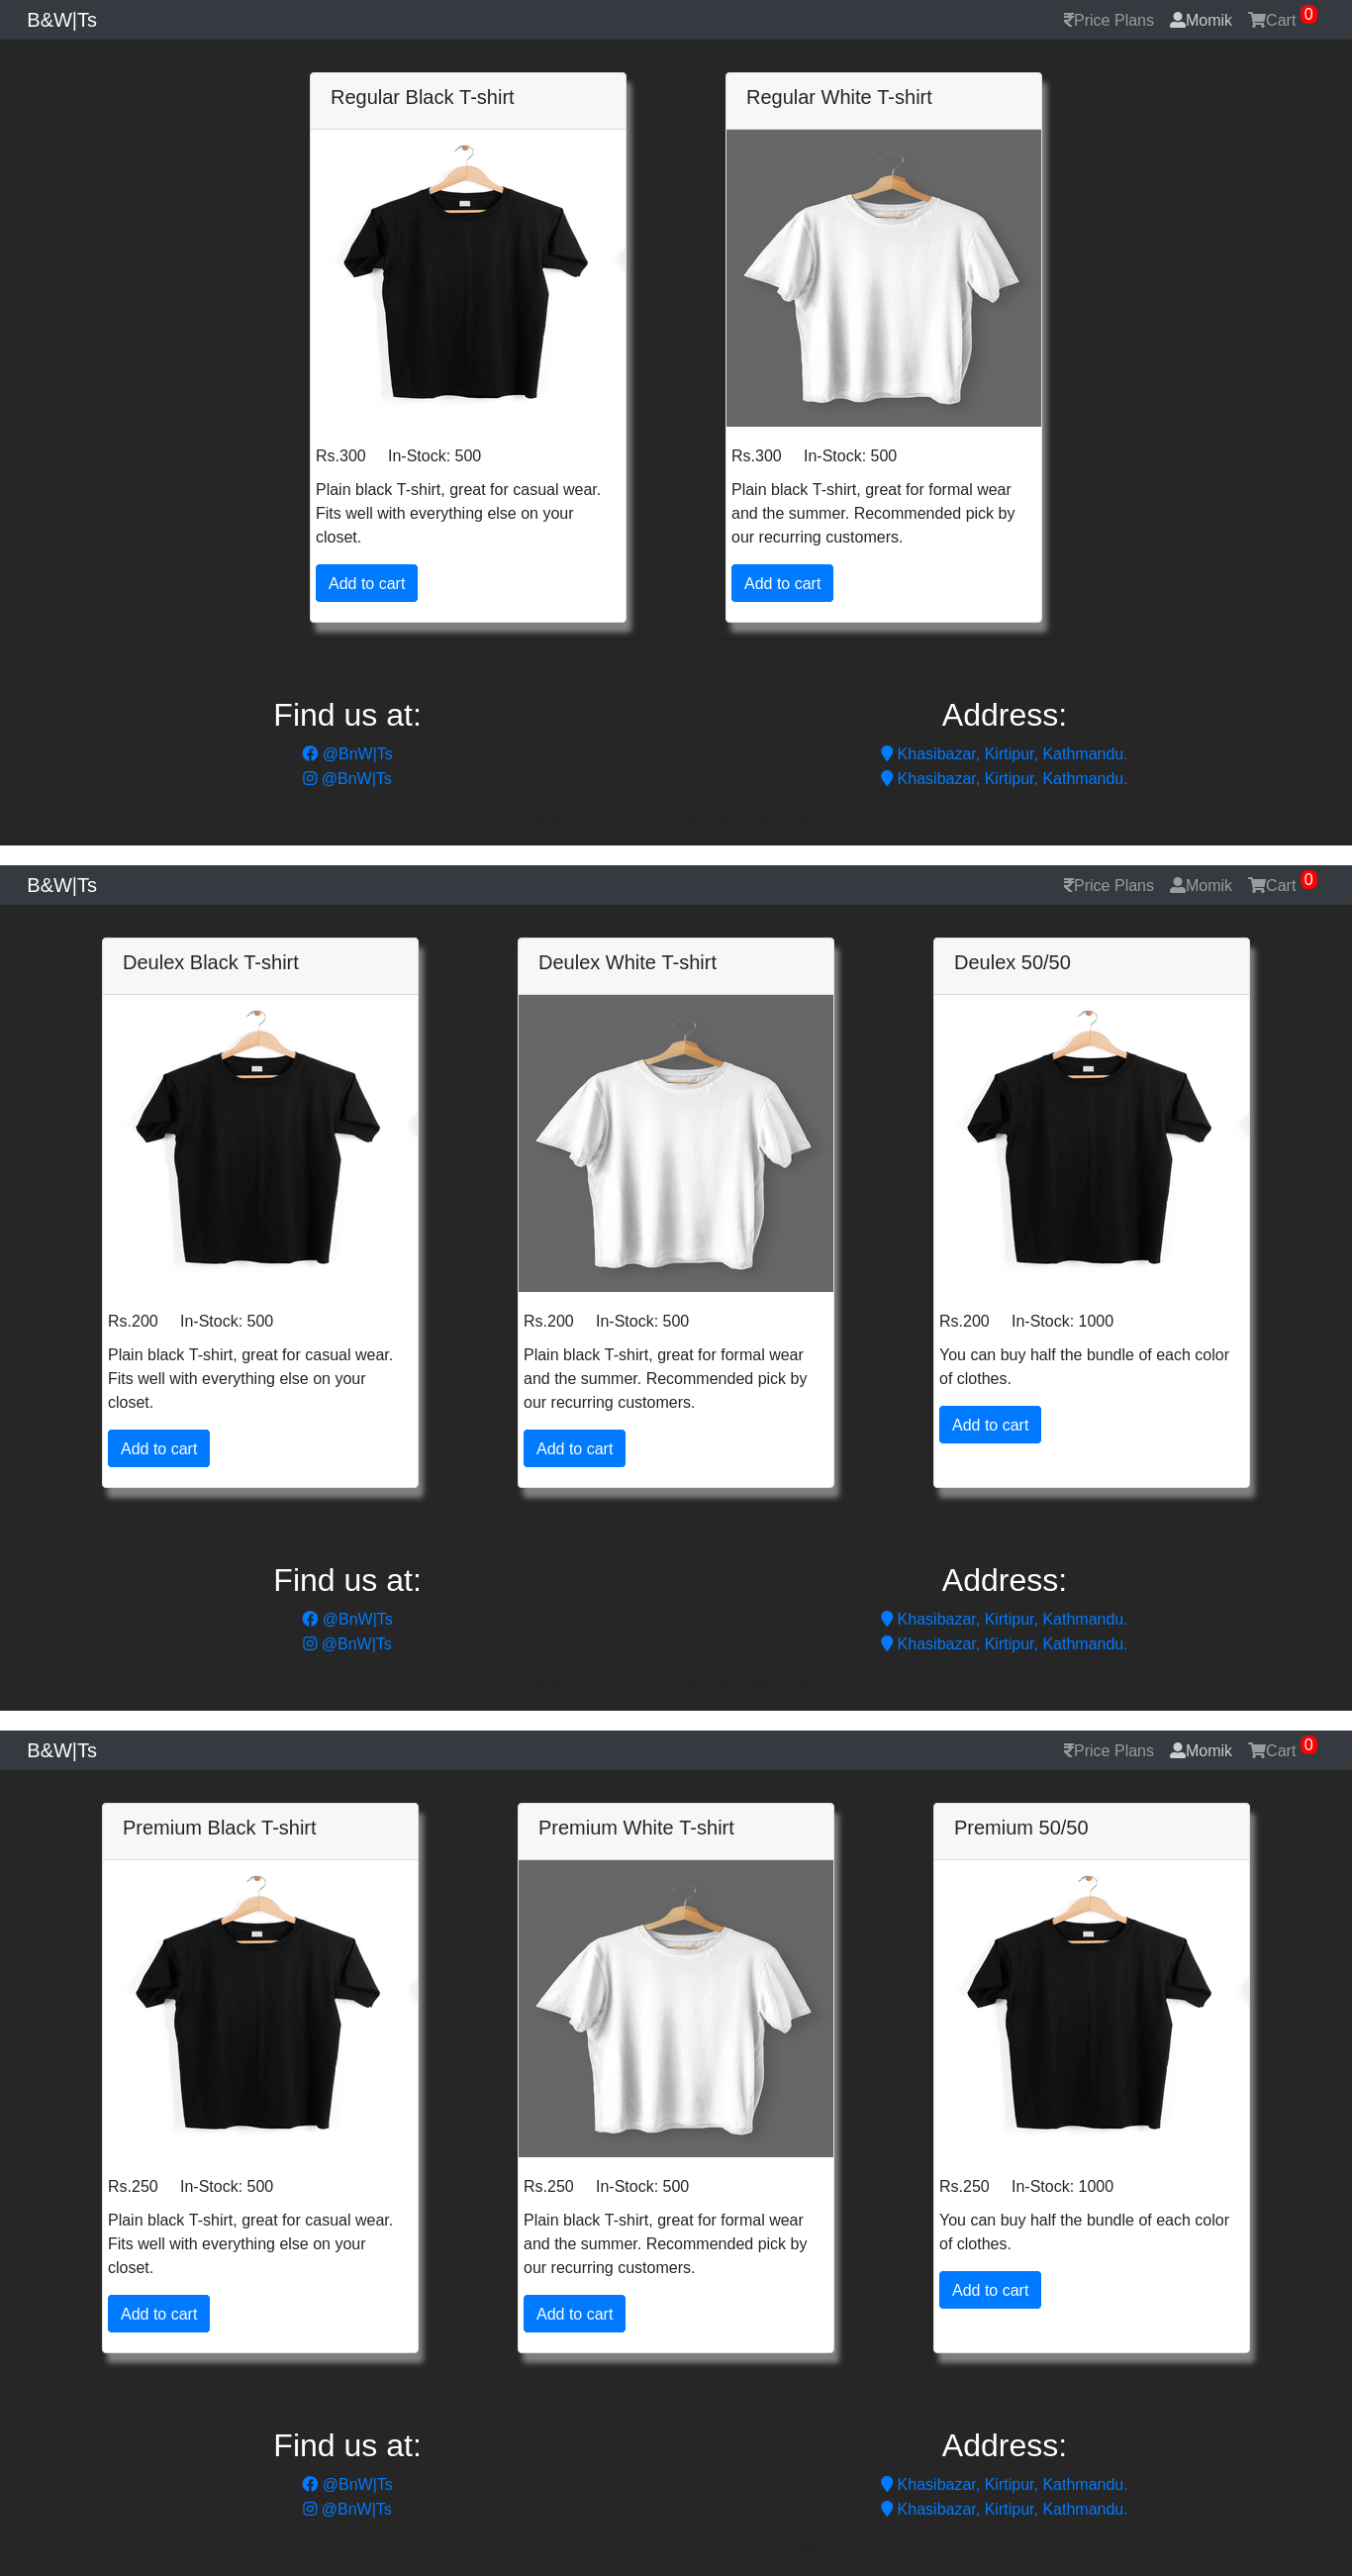 B&W|Ts Price Plans Momik Cart 0
Regular Black T-shirt
Regular White T-shirt
Rs.300 In-Stock: 500
Plain black T-shirt, great for casual wear.
Fits well with everything else on your
closet.
Add to cart
Rs.300 In-Stock: 500
Plain black T-shirt, great for formal wear
and the summer. Recommended pick by
our recurring customers.
Add to cart
Find us at:
@BnW|Ts
@BnW|Ts
Address:
Khasibazar, Kirtipur, Kathmandu.
Khasibazar, Kirtipur, Kathmandu.
B&W|Ts Price Plans Momik Cart 0
Deulex Black T-shirt
Deulex White T-shirt
Deulex 50/50
Rs.200 In-Stock: 500
Plain black T-shirt, great for casual wear.
Fits well with everything else on your
closet.
Add to cart
Rs.200 In-Stock: 500
Plain black T-shirt, great for formal wear
and the summer. Recommended pick by
our recurring customers.
Add to cart
Rs.200 In-Stock: 1000
You can buy half the bundle of each color
of clothes.
Add to cart
Find us at:
@BnW|Ts
@BnW|Ts
Address:
Khasibazar, Kirtipur, Kathmandu.
Khasibazar, Kirtipur, Kathmandu.
B&W|Ts Price Plans Momik Cart 0
Premium Black T-shirt
Premium White T-shirt
Premium 50/50
Rs.250 In-Stock: 500
Plain black T-shirt, great for casual wear.
Fits well with everything else on your
closet.
Add to cart
Rs.250 In-Stock: 500
Plain black T-shirt, great for formal wear
and the summer. Recommended pick by
our recurring customers.
Add to cart
Rs.250 In-Stock: 1000
You can buy half the bundle of each color
of clothes.
Add to cart
Find us at:
@BnW|Ts
@BnW|Ts
Address:
Khasibazar, Kirtipur, Kathmandu.
Khasibazar, Kirtipur, Kathmandu.